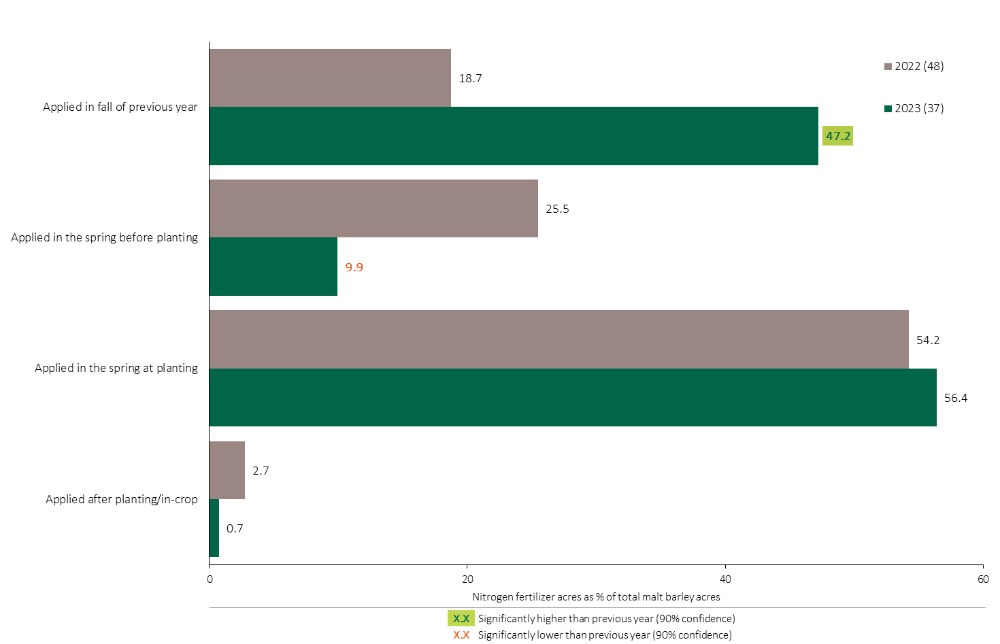 2022 (48)
2023 (37)
Applied in fall of previous year
18.7
47.2
Applied in the spring before planting
25.5
9.9
Applied in the spring at planting
54.2
56.4
Applied after planting/in-crop
2.7
0.7
0 20 40 60
Nitrogen fertilizer acres as % of total malt barley acres
X.X Significantly higher than previous year (90% confidence)
X.X Significantly lower than previous year (90% confidence)